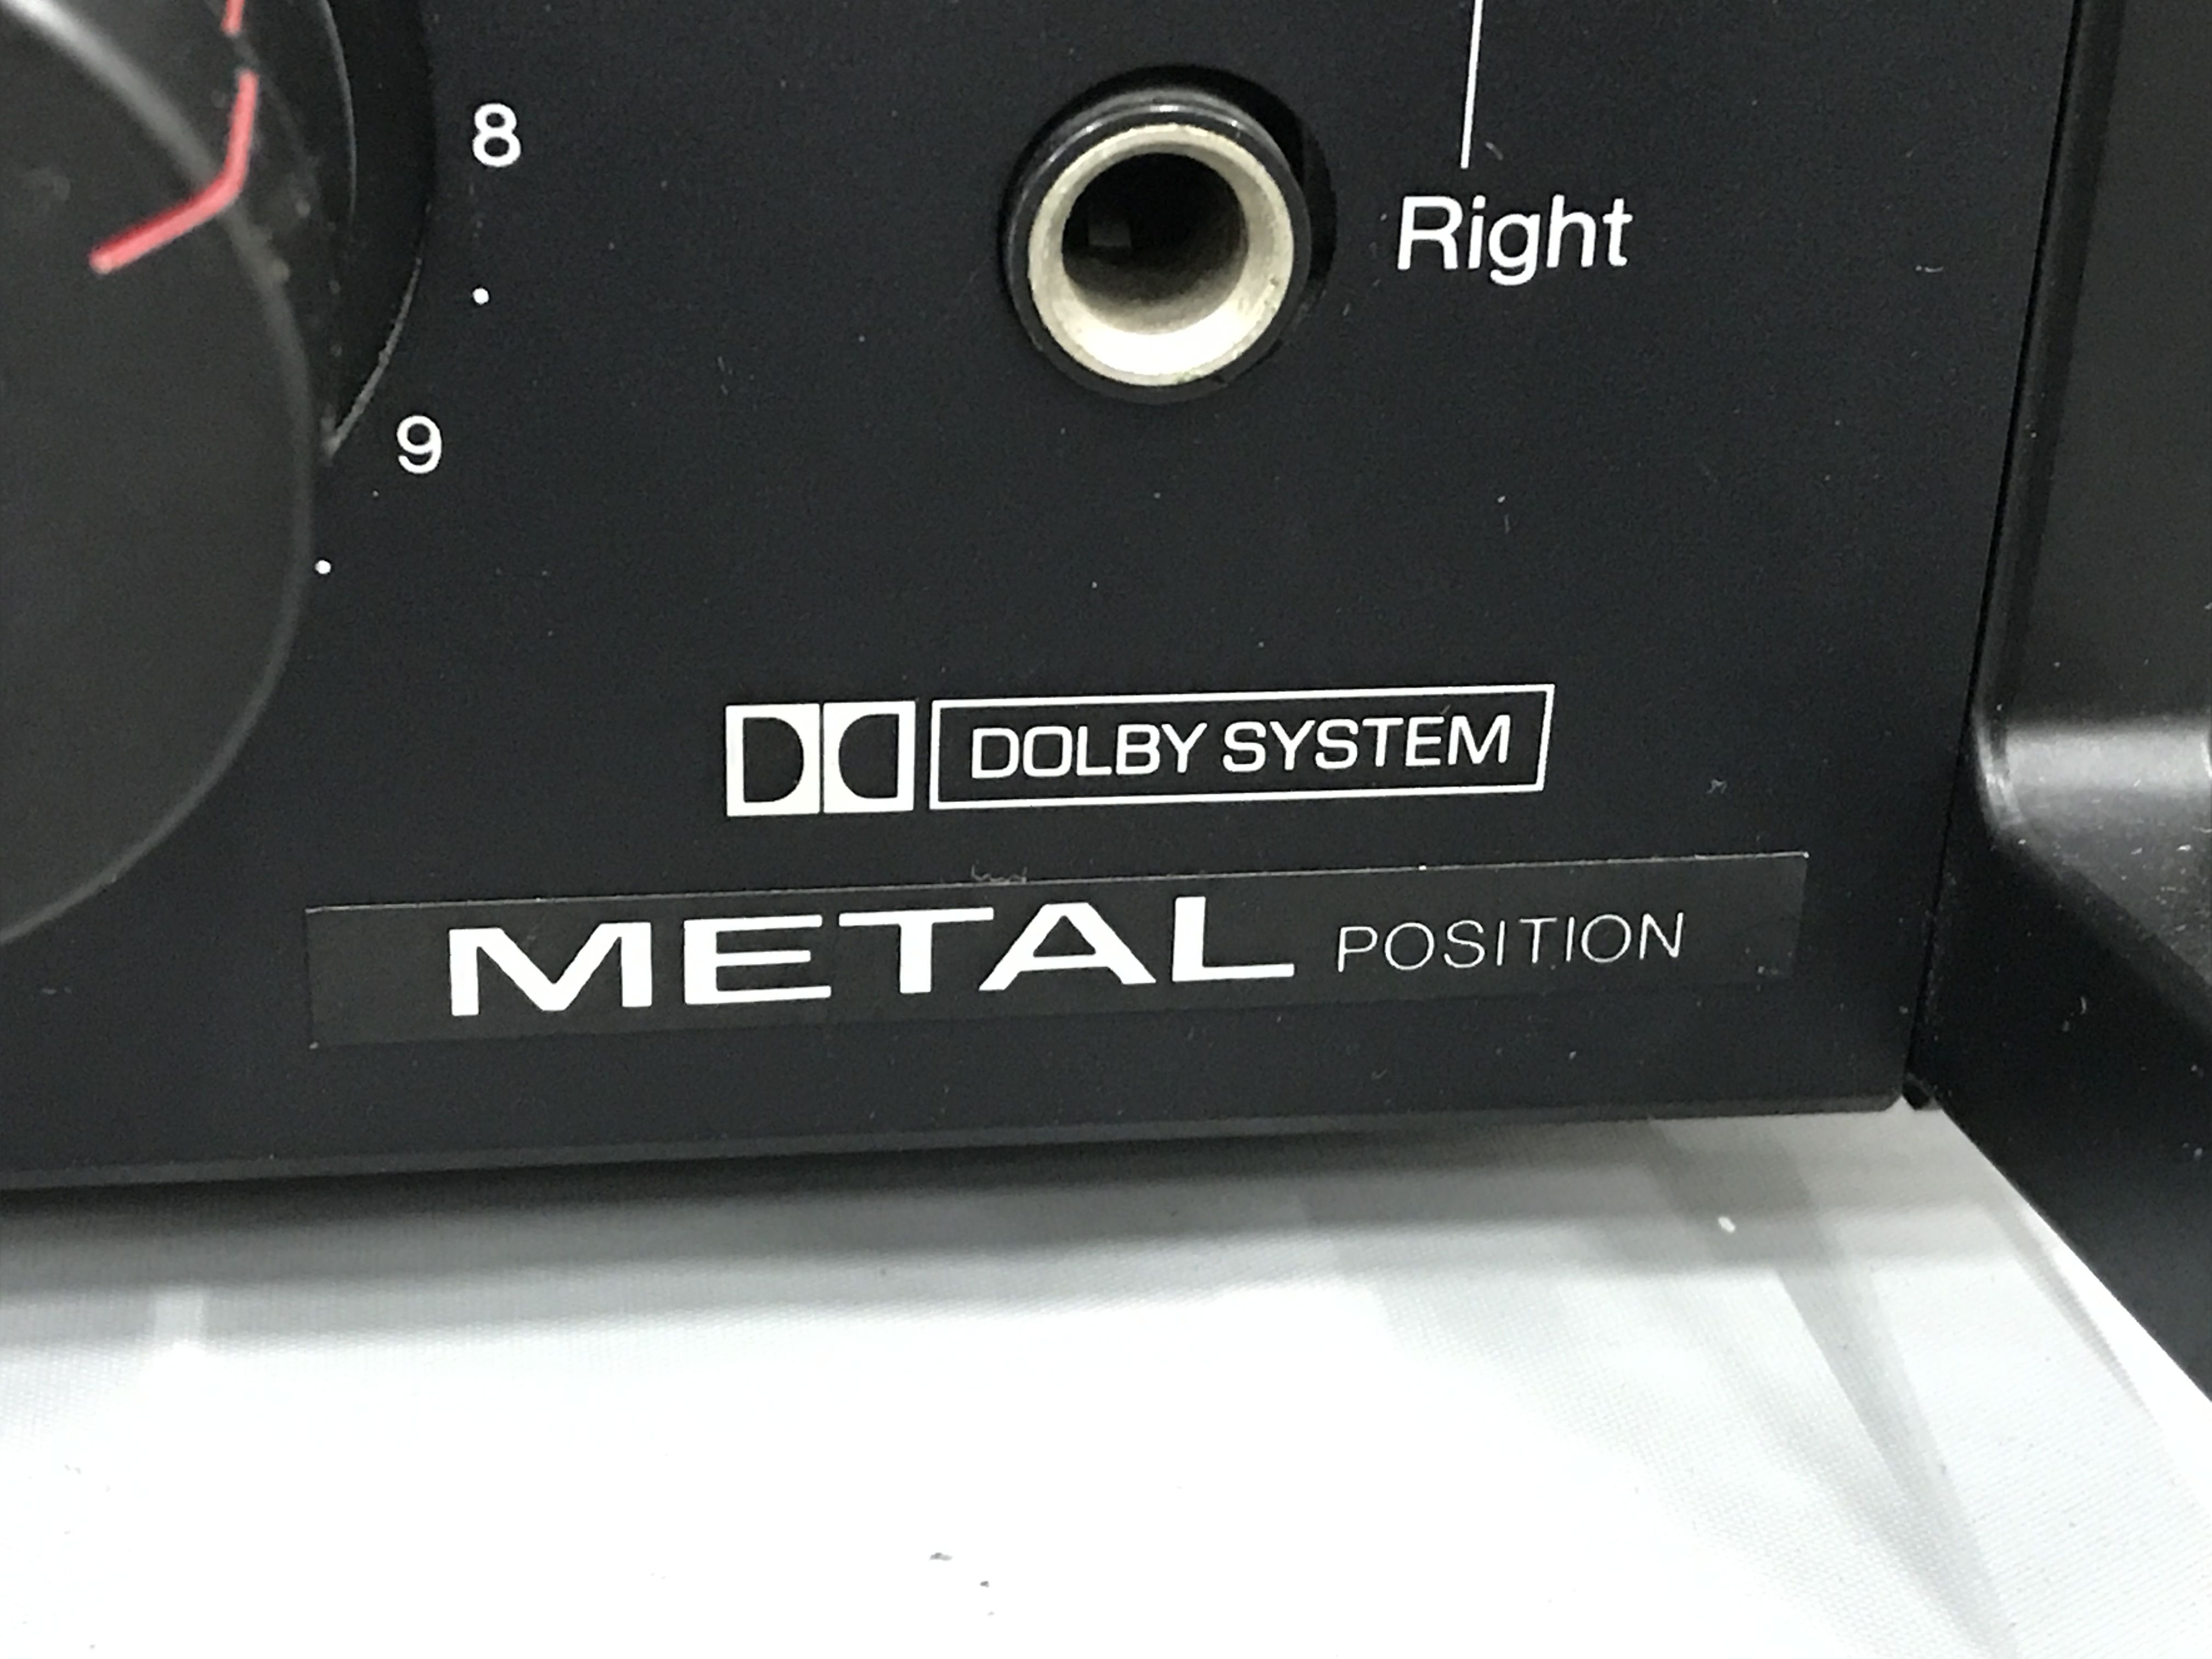 8
Right
9
DOLBY SYSTEM
METAL POSITION